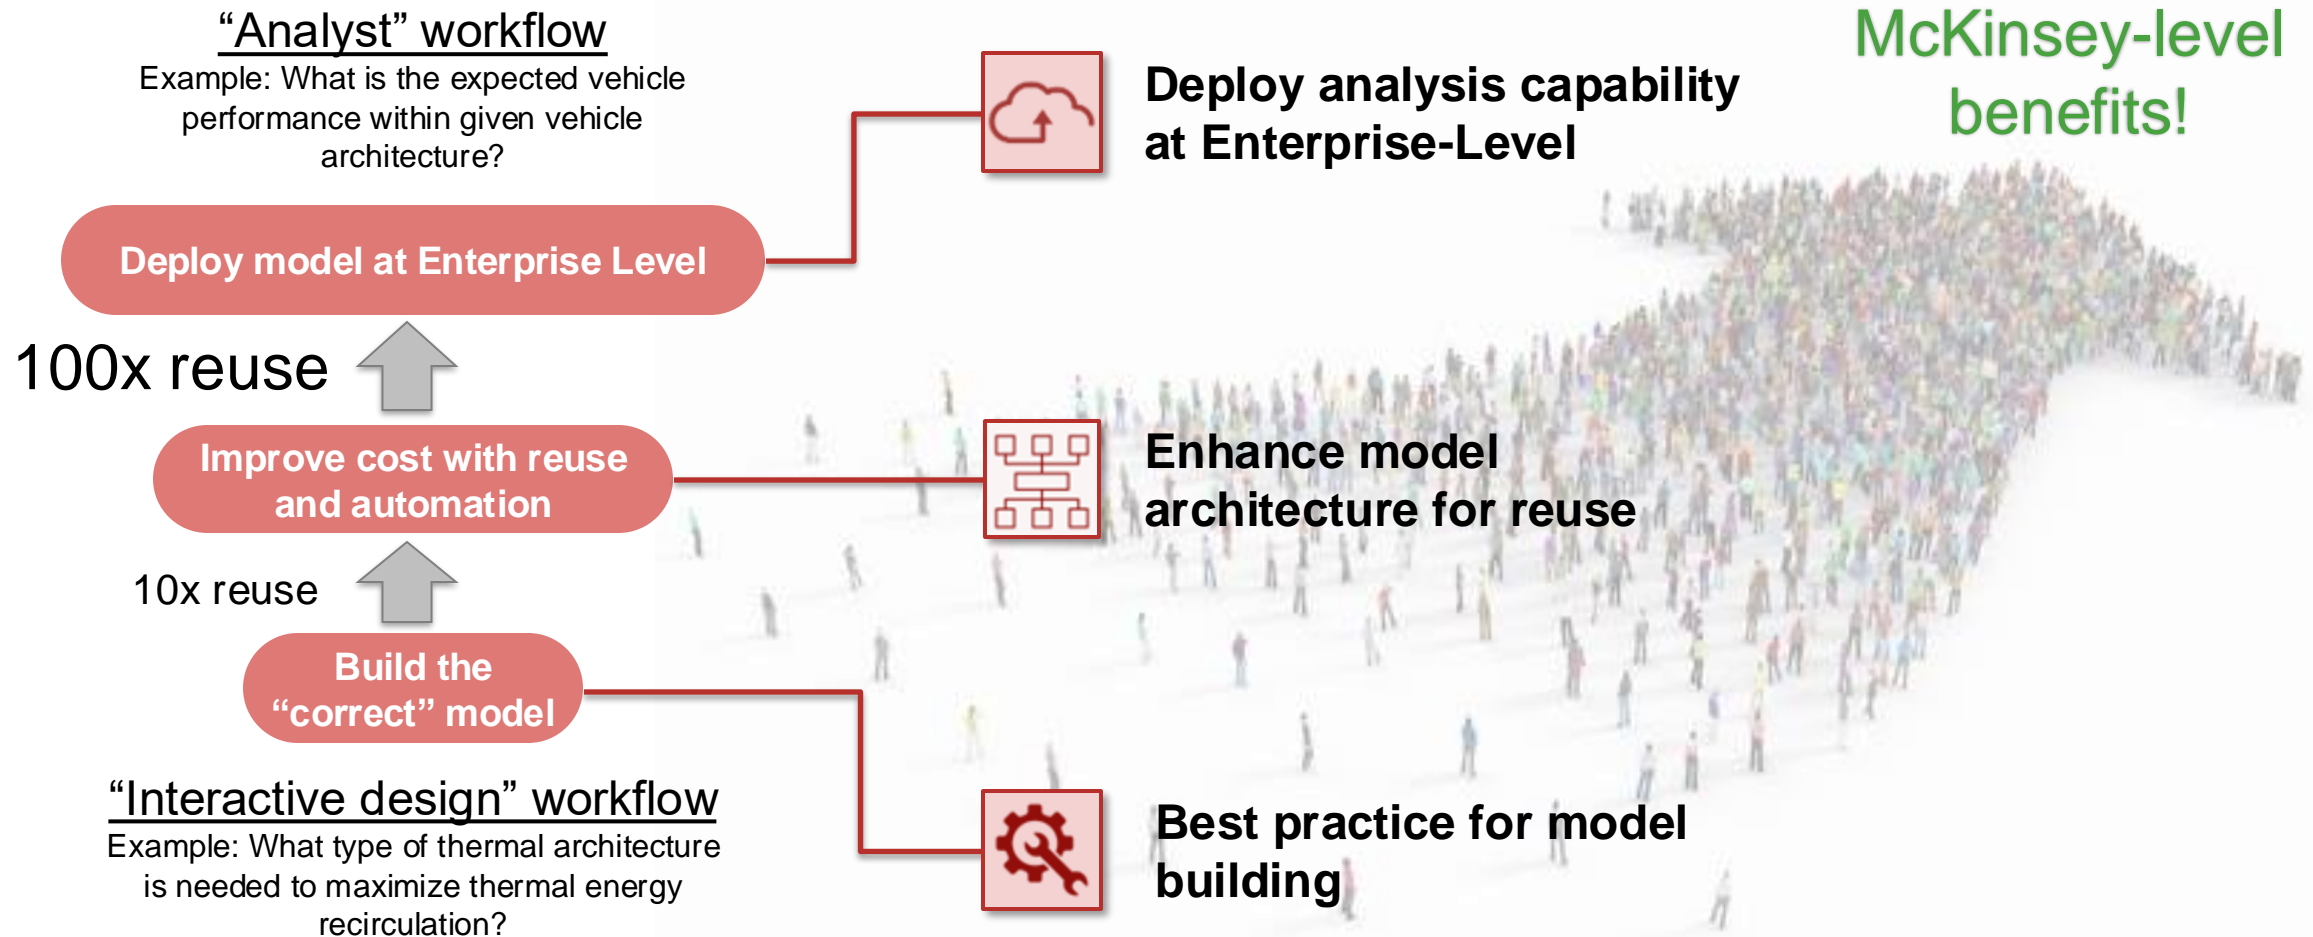 “Analyst” workflow
Example: What is the expected vehicle
performance within given vehicle
architecture?
Deploy model at Enterprise Level
100x reuse
Improve cost with reuse
and automation
10x reuse
Build the
“correct” model
“Interactive design” workflow
Example: What type of thermal architecture
is needed to maximize thermal energy
recirculation?
Deploy analysis capability
at Enterprise-Level
Enhance model
architecture for reuse
Best practice for model
building
McKinsey-level
benefits!